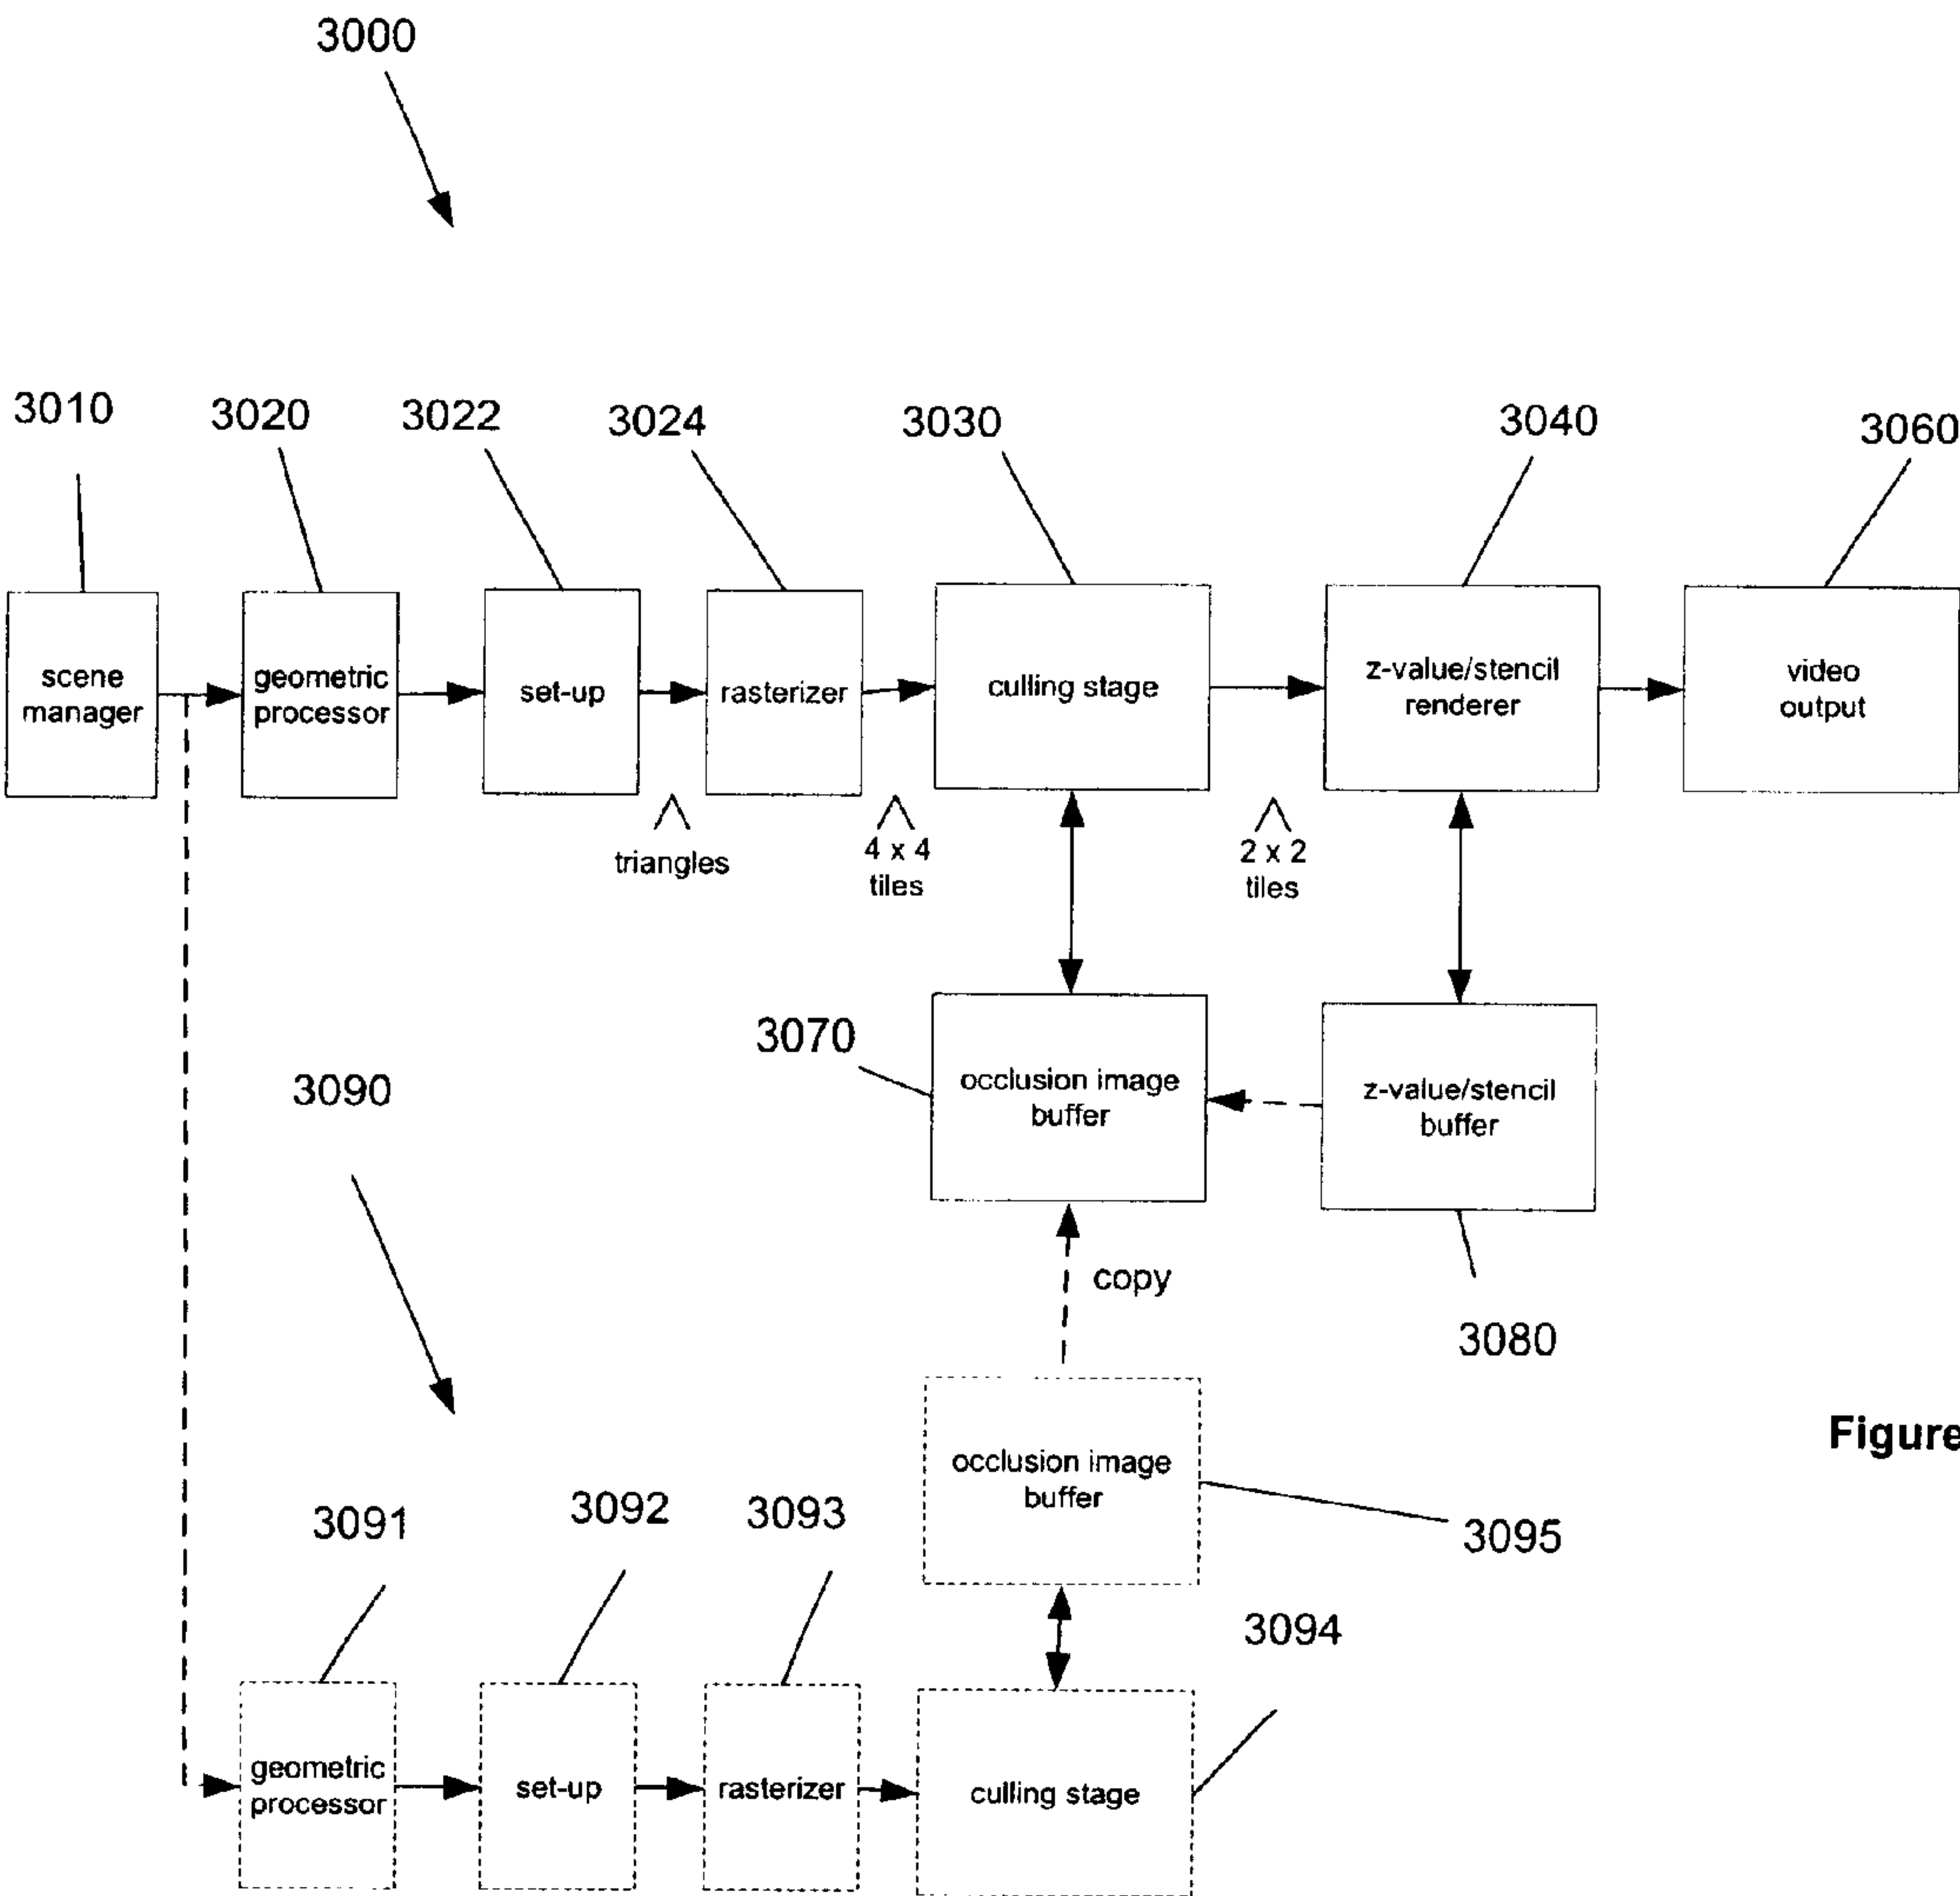 3000
3010
3020
3022
3024
3030
3040
3060
scene
manager
geometric
processor
set-up
rasterizer
culling stage
z-value/stencil
renderer
video
output
triangles
4 x 4
tiles
2 x 2
tiles
3070
occlusion image
buffer
z-value/stencil
buffer
3090
copy
3080
Figure
occlusion image
buffer
3091
3092
3093
3095
3094
geometric
processor
set-up
rasterizer
culling stage